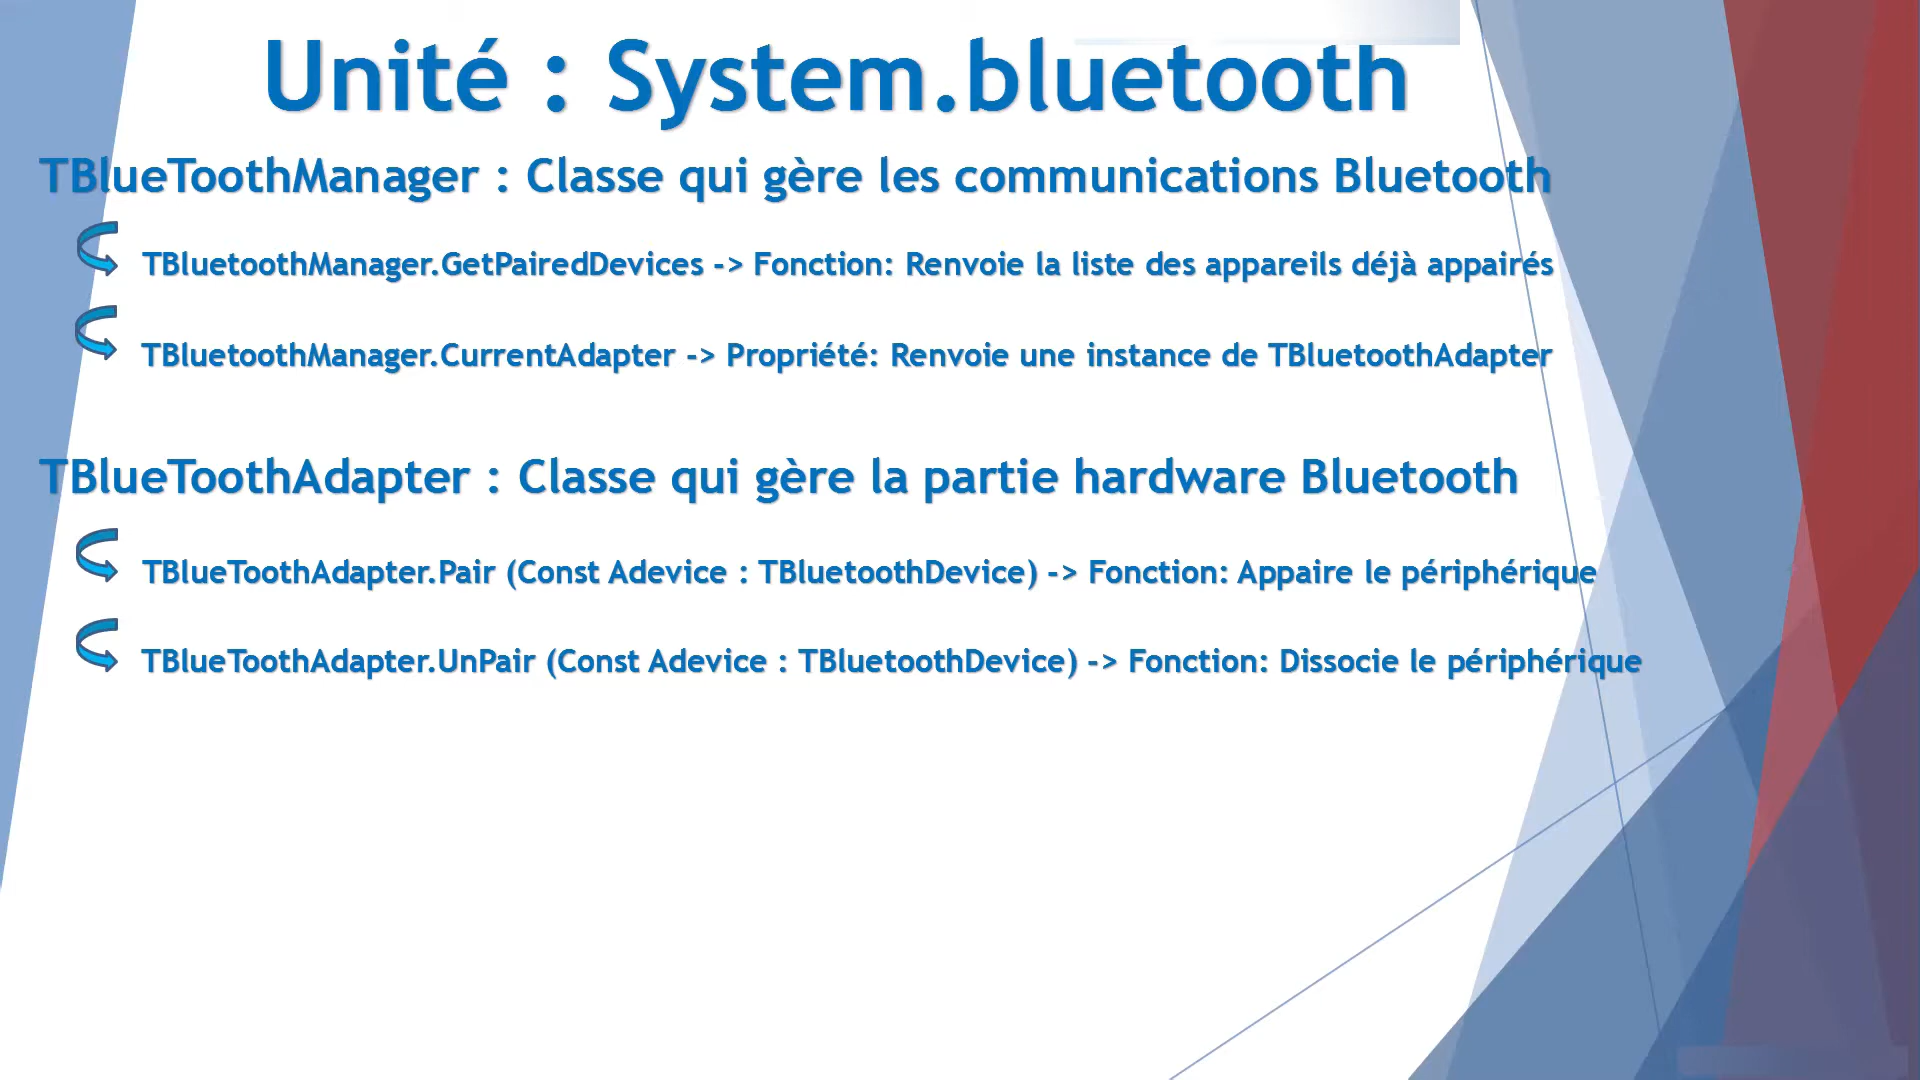 Unité : System.bluetooth
TBlueToothManager : Classe qui gère les communications Bluetooth
TBluetoothManager.GetPairedDevices -> Fonction: Renvoie la liste des appareils déjà appairés
TBluetoothManager.CurrentAdapter -> Propriété: Renvoie une instance de TBluetoothAdapter
TBlueToothAdapter : Classe qui gère la partie hardware Bluetooth
TBlueToothAdapter.Pair (Const Adevice : TBluetoothDevice) -> Fonction: Appaire le périphérique
TBlueToothAdapter.UnPair (Const Adevice : TBluetoothDevice) -> Fonction: Dissocie le périphérique